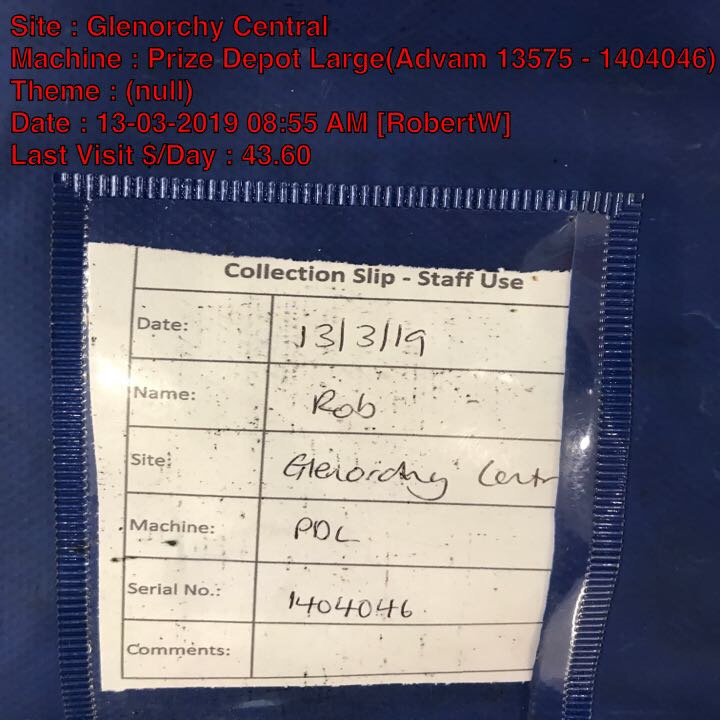 Site : Glenorchy Central
Machine : Prize Depot Large(Advam 13575 - 1404046)
Theme : (null)
Date : 13-03-2019 08:55 AM [RobertW]
Last Visit $/Day : 43.60
Collection Slip - Staff Use
Date: 13/3/19
Name: Rob
Site: Glenorchy Centr
Machine: PDL
Serial No.: 1404046
Comments: